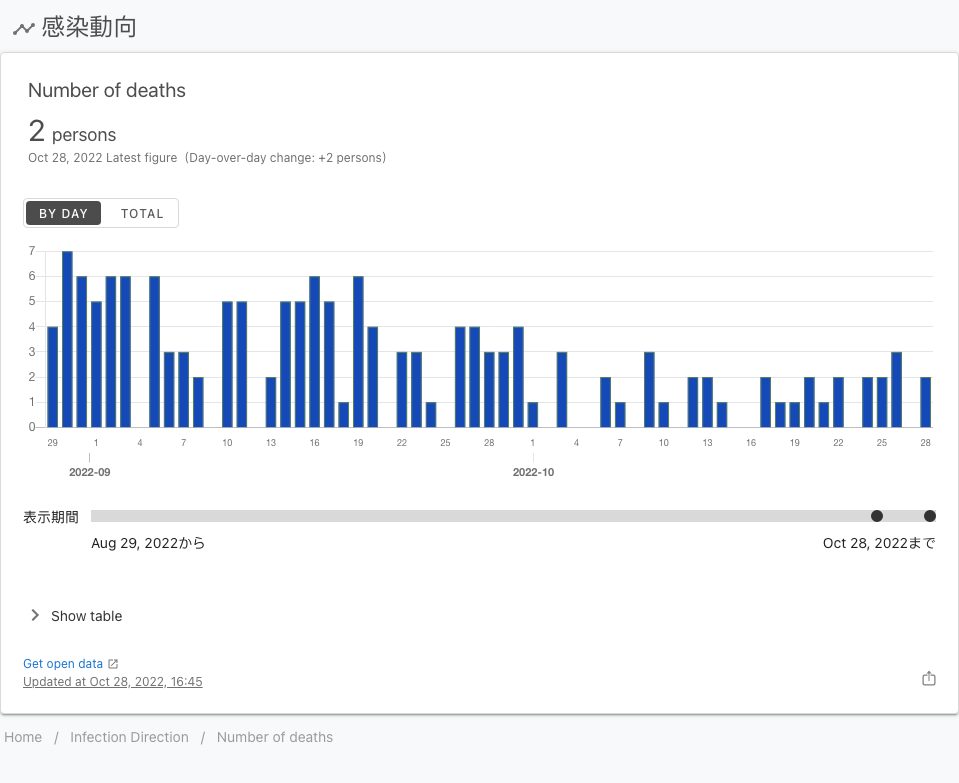 感染動向
Number of deaths
2 persons
Oct 28, 2022 Latest figure (Day-over-day change: +2 persons)
BY DAY TOTAL
7
6
5
4
3
2
1
0
29 1 4 7 10 13 16 19 22 25 28 1 4 7 10 13 16 19 22 25 28
2022-09 2022-10
表示期間
Aug 29, 2022から Oct 28, 2022まで
Show table
Get open data
Updated at Oct 28, 2022, 16:45
Home / Infection Direction / Number of deaths